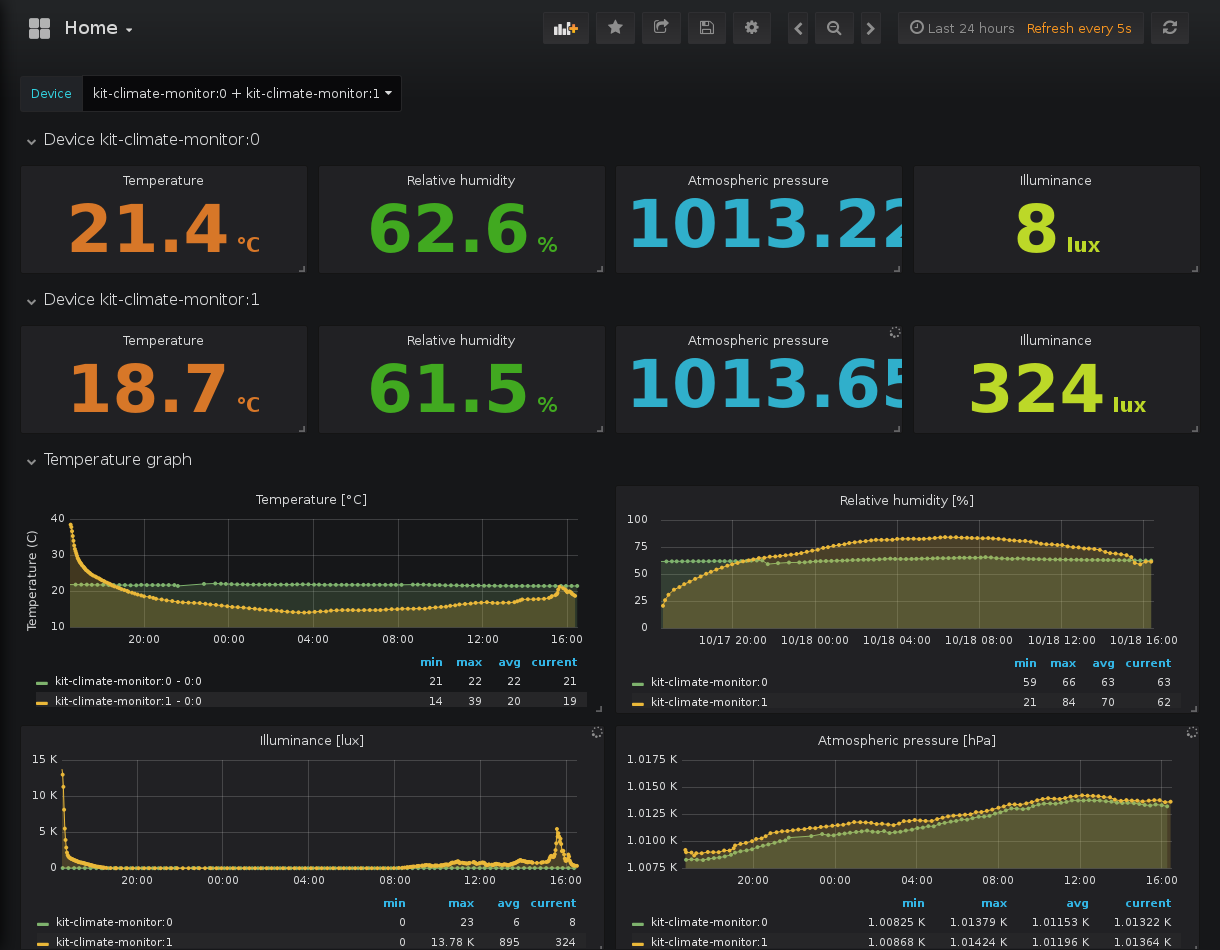 Home
Last 24 hours Refresh every 5s
Device kit-climate-monitor:0 + kit-climate-monitor:1
Device kit-climate-monitor:0
Temperature Relative humidity Atmospheric pressure Illuminance
21.4 °C 62.6 % 1013.22 8 lux
Device kit-climate-monitor:1
Temperature Relative humidity Atmospheric pressure Illuminance
18.7 °C 61.5 % 1013.65 324 lux
Temperature graph
Temperature [°C]
Temperature (C)
40
30
20
10
20:00 00:00 04:00 08:00 12:00 16:00
min max avg current
kit-climate-monitor:0 - 0:0 21 22 22 21
kit-climate-monitor:1 - 0:0 14 39 20 19
Relative humidity [%]
100
75
50
25
0
10/17 20:00 10/18 00:00 10/18 04:00 10/18 08:00 10/18 12:00 10/18 16:00
min max avg current
kit-climate-monitor:0 59 66 63 63
kit-climate-monitor:1 21 84 70 62
Illuminance [lux]
15 K
10 K
5 K
0
20:00 00:00 04:00 08:00 12:00 16:00
min max avg current
kit-climate-monitor:0 0 23 6 8
kit-climate-monitor:1 0 13.78 K 895 324
Atmospheric pressure [hPa]
1.0175 K
1.0150 K
1.0125 K
1.0100 K
1.0075 K
20:00 00:00 04:00 08:00 12:00 16:00
min max avg current
kit-climate-monitor:0 1.00825 K 1.01379 K 1.01153 K 1.01322 K
kit-climate-monitor:1 1.00868 K 1.01424 K 1.01196 K 1.01364 K